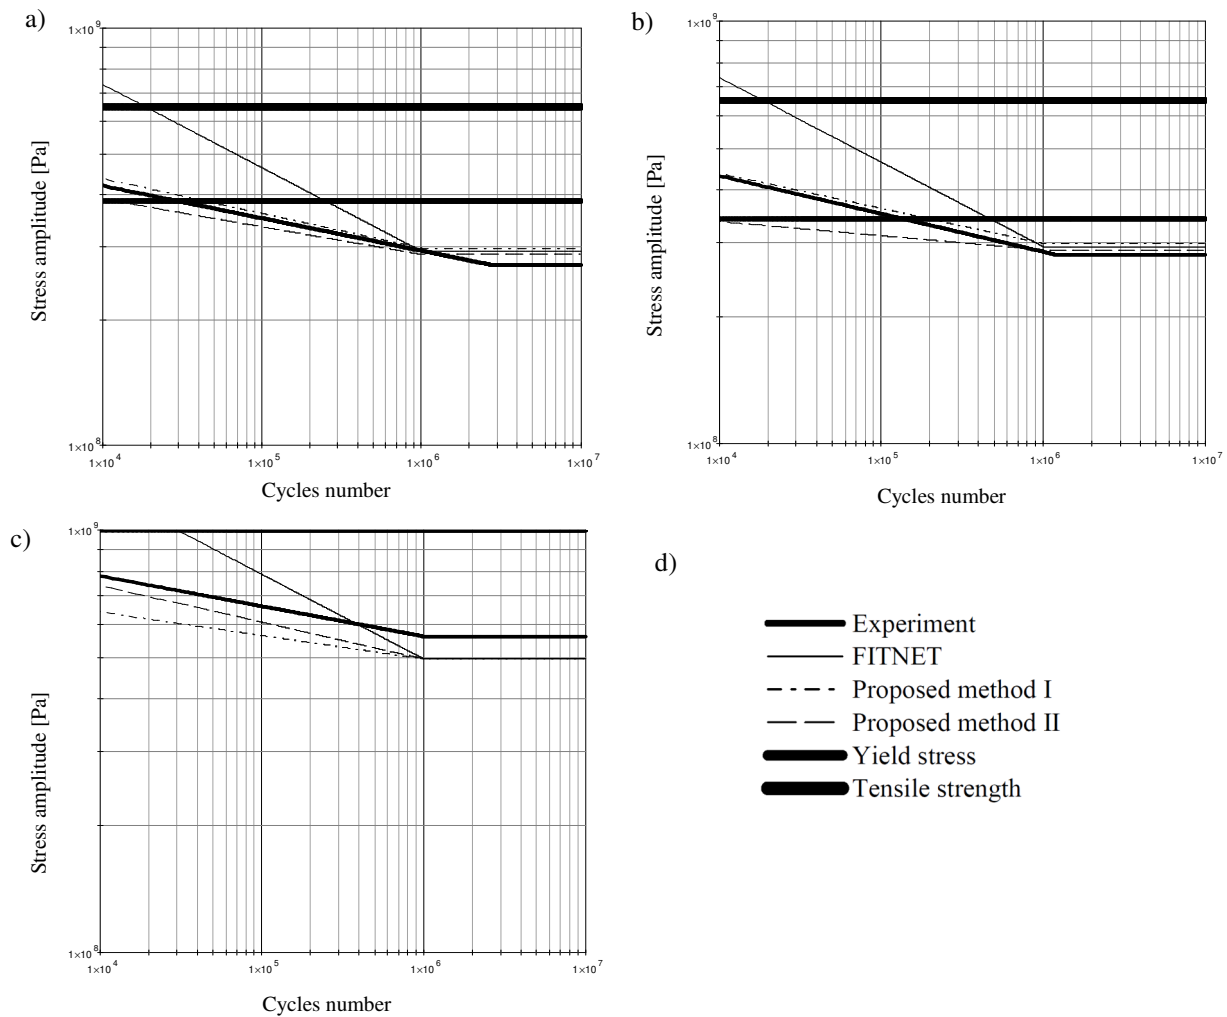 a)
1×10⁹
Stress amplitude [Pa]
1×10⁸
1×10⁴ 1×10⁵ 1×10⁶ 1×10⁷
Cycles number
b)
1×10⁹
Stress amplitude [Pa]
1×10⁸
1×10⁴ 1×10⁵ 1×10⁶ 1×10⁷
Cycles number
c)
1×10⁹
Stress amplitude [Pa]
1×10⁸
1×10⁴ 1×10⁵ 1×10⁶ 1×10⁷
Cycles number
d)
Experiment
FITNET
Proposed method I
Proposed method II
Yield stress
Tensile strength